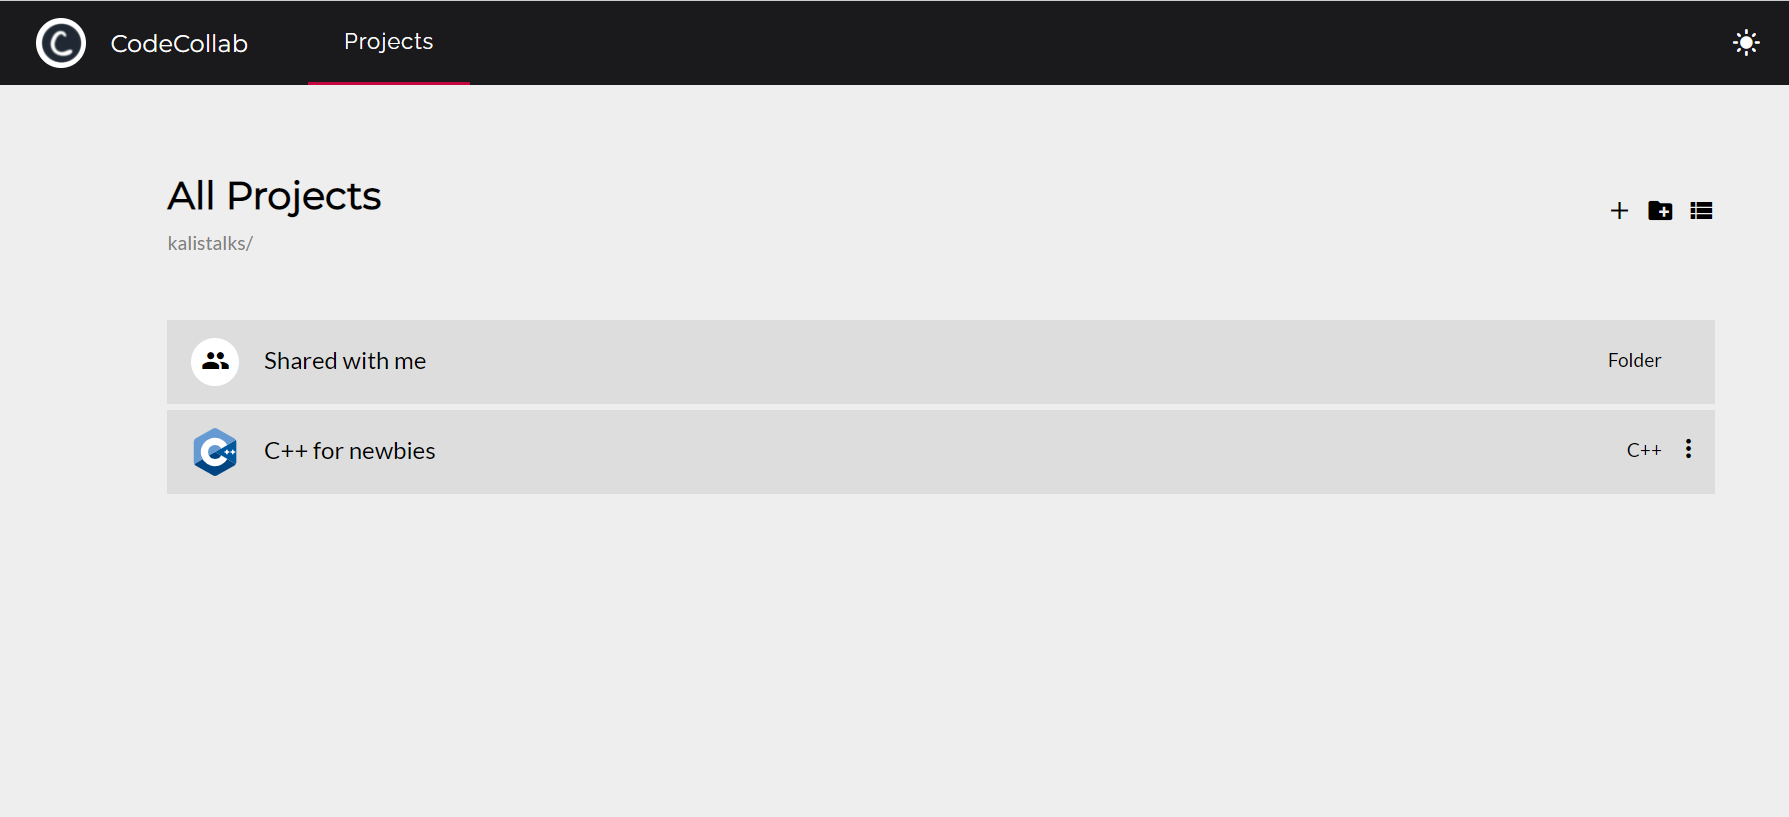 CodeCollab
Projects
All Projects
kalistalks/
Shared with me
Folder
C++ for newbies
C++